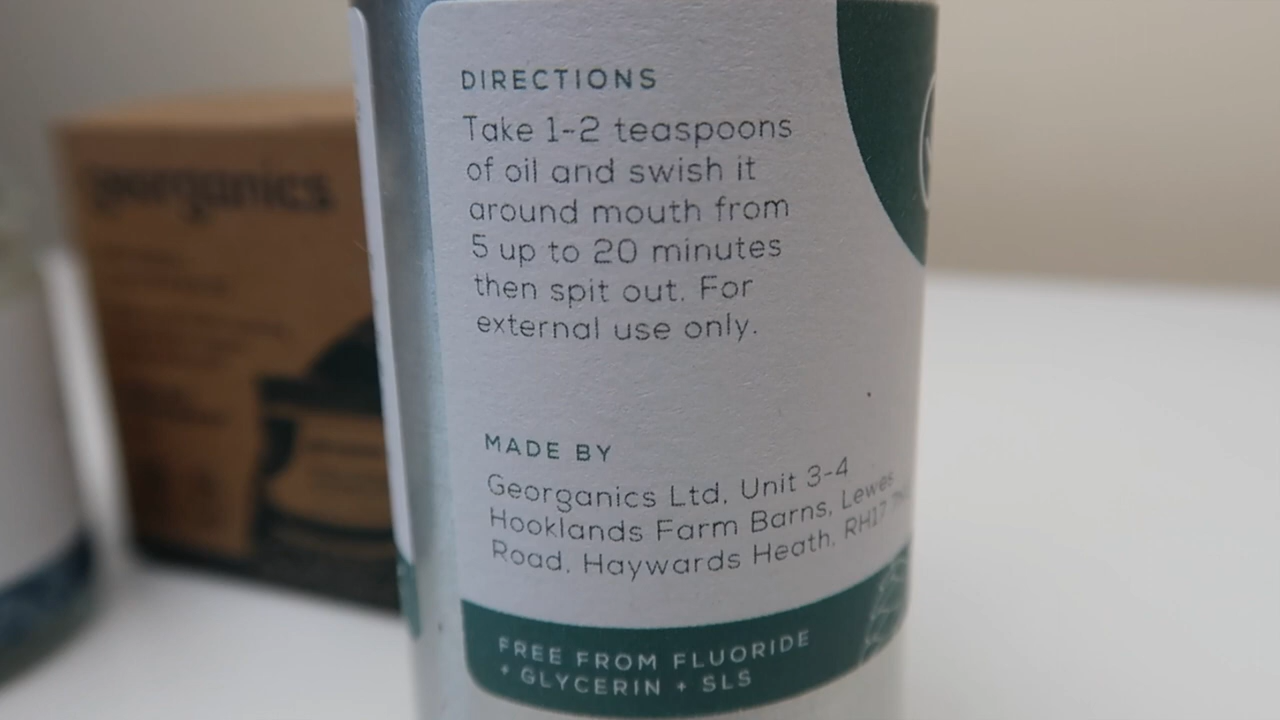 georganics
DIRECTIONS
Take 1-2 teaspoons
of oil and swish it
around mouth from
5 up to 20 minutes
then spit out. For
external use only.
MADE BY
Georganics Ltd, Unit 3-4
Hooklands Farm Barns, Lewes
Road, Haywards Heath, RH17
FREE FROM FLUORIDE
+ GLYCERIN + SLS